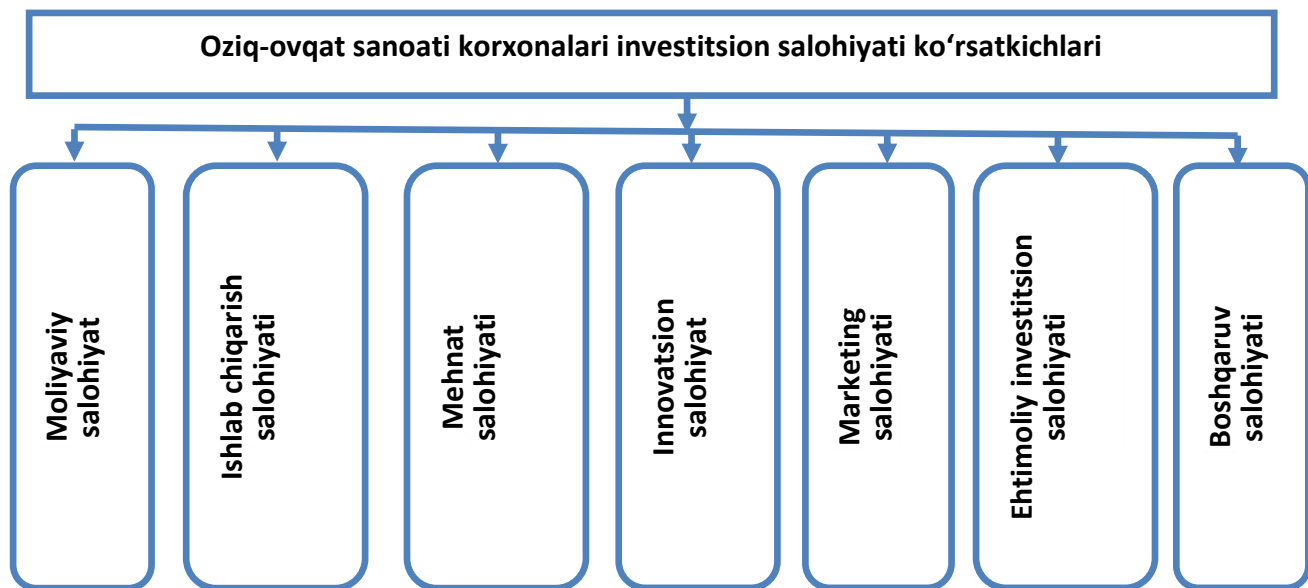 Oziq-ovqat sanoati korxonalari investitsion salohiyati ko‘rsatkichlari
Moliyaviy
salohiyat
Ishlab chiqarish
salohiyati
Mehnat
salohiyati
Innovatsion
salohiyat
Marketing
salohiyati
Ehtimoliy investitsion
salohiyati
Boshqaruv
salohiyati